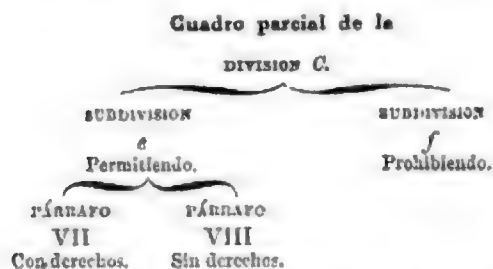 Cuadro parcial de la
DIVISION C.
SUBDIVISION SUBDIVISION
e f
Permitiendo. Prohibiendo.
PÁRRAFO PÁRRAFO
VII VIII
Con derechos. Sin derechos.